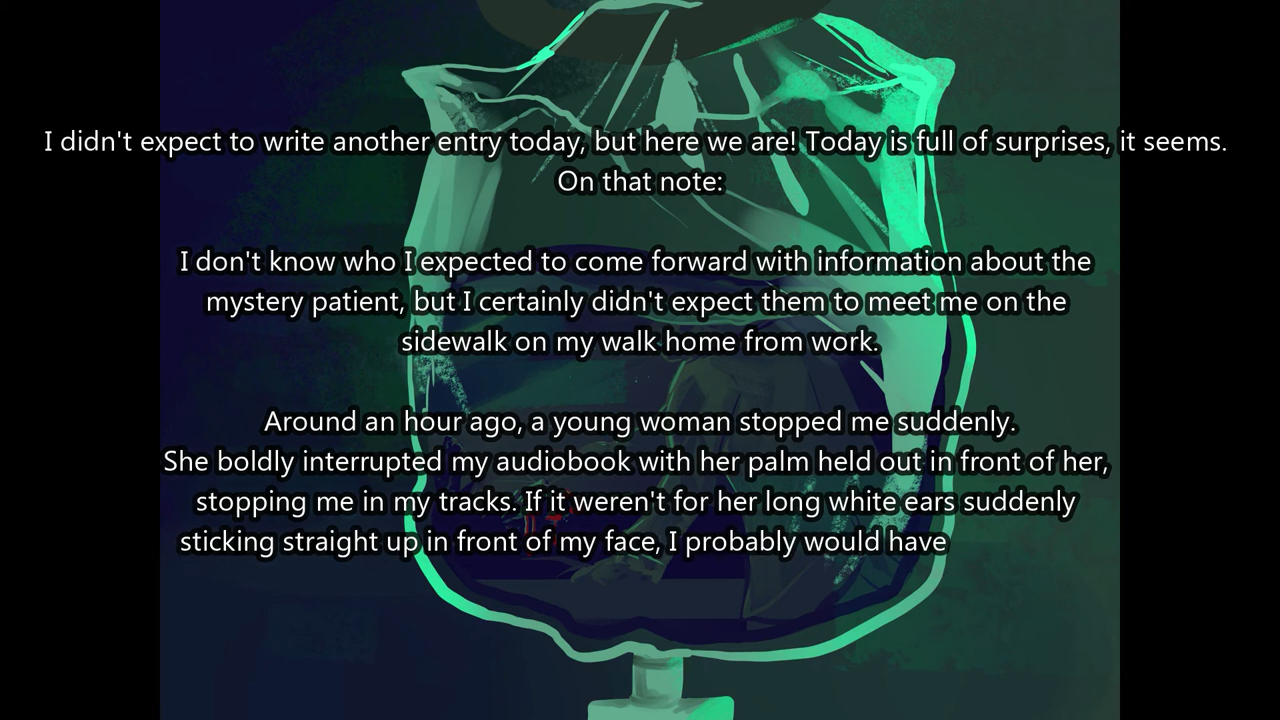 I didn't expect to write another entry today, but here we are! Today is full of surprises, it seems.
On that note:
I don't know who I expected to come forward with information about the
mystery patient, but I certainly didn't expect them to meet me on the
sidewalk on my walk home from work.
Around an hour ago, a young woman stopped me suddenly.
She boldly interrupted my audiobook with her palm held out in front of her,
stopping me in my tracks. If it weren't for her long white ears suddenly
sticking straight up in front of my face, I probably would have